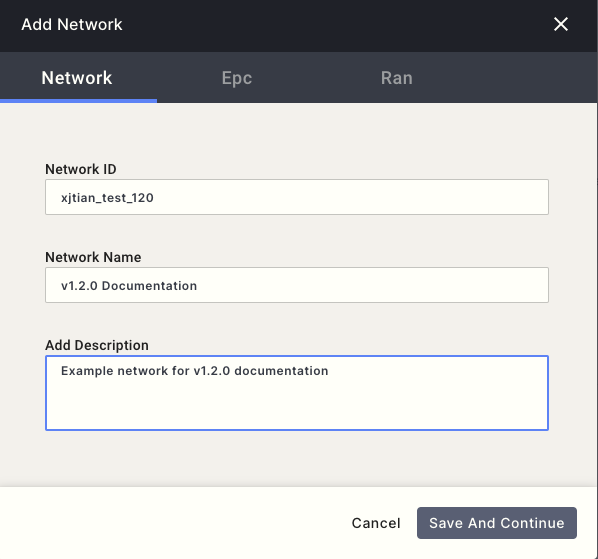 Add Network
Network Epc Ran
Network ID
xjtian_test_120
Network Name
v1.2.0 Documentation
Add Description
Example network for v1.2.0 documentation
Cancel Save And Continue